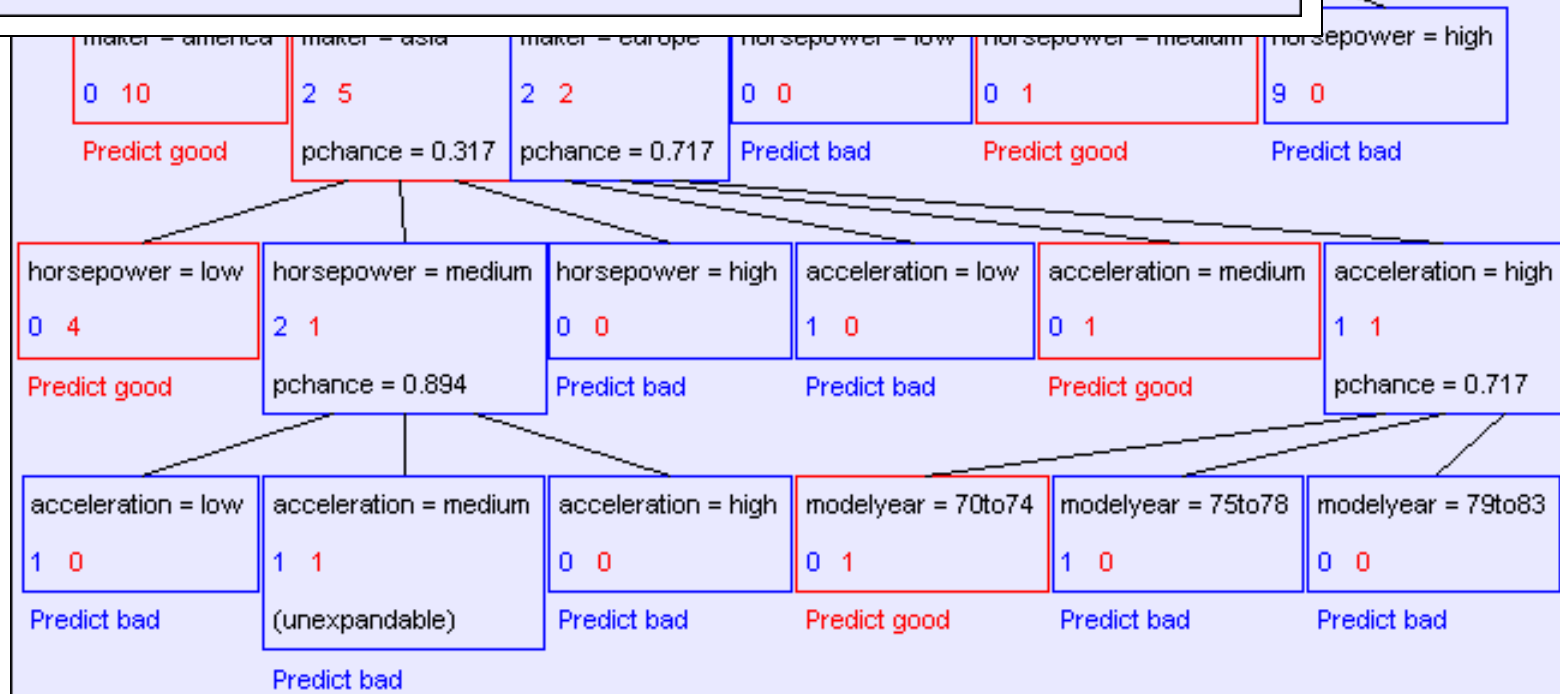 maker = america
maker = asia
maker = europe
horsepower = low
horsepower = medium
horsepower = high
0 10
2 5
2 2
0 0
0 1
9 0
Predict good
pchance = 0.317
pchance = 0.717
Predict bad
Predict good
Predict bad
horsepower = low
horsepower = medium
horsepower = high
acceleration = low
acceleration = medium
acceleration = high
0 4
2 1
0 0
1 0
0 1
1 1
Predict good
pchance = 0.894
Predict bad
Predict bad
Predict good
pchance = 0.717
acceleration = low
acceleration = medium
acceleration = high
modelyear = 70to74
modelyear = 75to78
modelyear = 79to83
1 0
1 1
0 0
0 1
1 0
0 0
Predict bad
(unexpandable)
Predict bad
Predict good
Predict bad
Predict bad
Predict bad